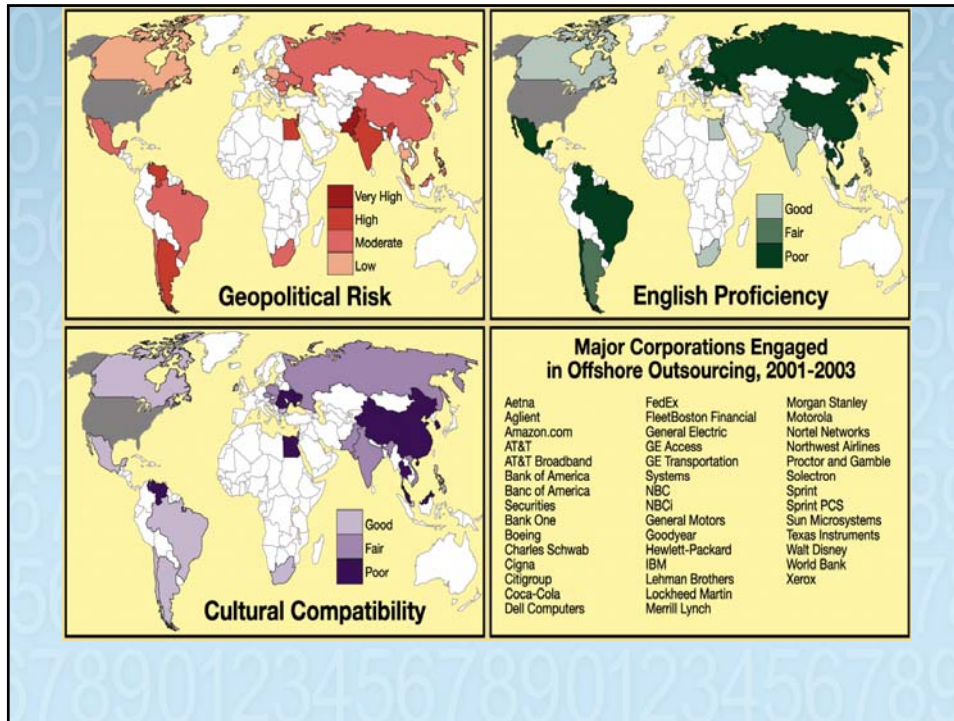 Very High
High
Moderate
Low
Geopolitical Risk
Good
Fair
Poor
English Proficiency
Good
Fair
Poor
Cultural Compatibility
Major Corporations Engaged
in Offshore Outsourcing, 2001-2003
Aetna
Aglient
Amazon.com
AT&T
AT&T Broadband
Bank of America
Banc of America
Securities
Bank One
Boeing
Charles Schwab
Cigna
Citigroup
Coca-Cola
Dell Computers
FedEx
FleetBoston Financial
General Electric
GE Access
GE Transportation
Systems
NBC
NBCi
General Motors
Goodyear
Hewlett-Packard
IBM
Lehman Brothers
Lockheed Martin
Merrill Lynch
Morgan Stanley
Motorola
Nortel Networks
Northwest Airlines
Proctor and Gamble
Solectron
Sprint
Sprint PCS
Sun Microsystems
Texas Instruments
Walt Disney
World Bank
Xerox
67890123456789012345678901234567